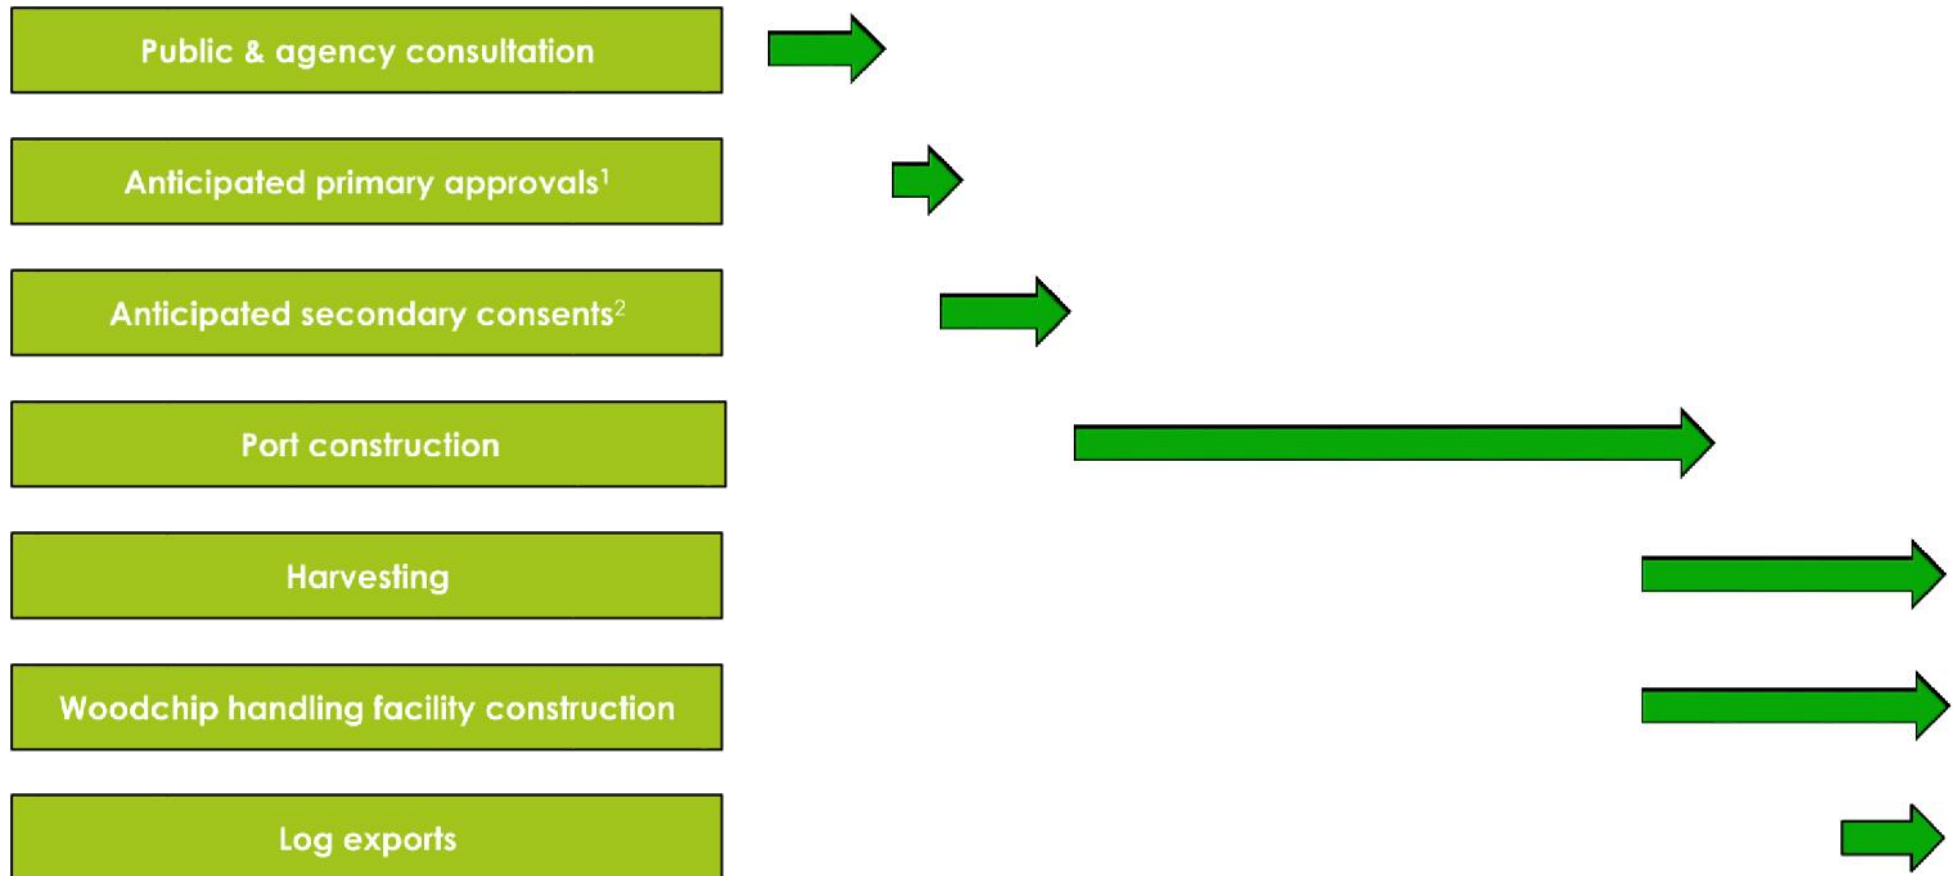 Public & agency consultation
Anticipated primary approvals¹
Anticipated secondary consents²
Port construction
Harvesting
Woodchip handling facility construction
Log exports